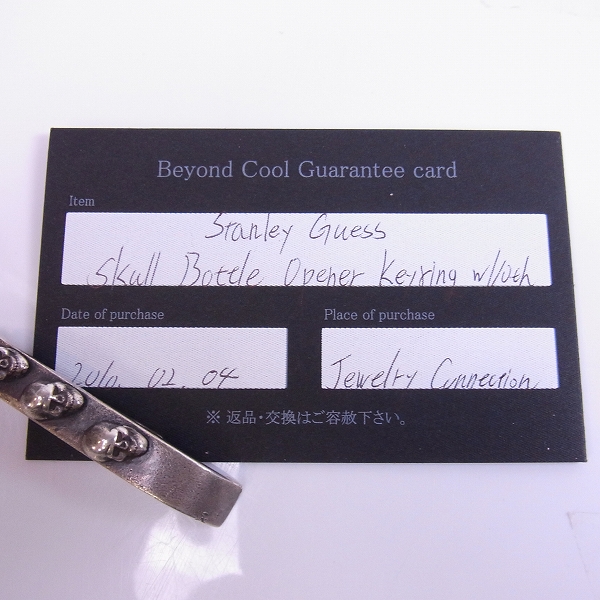 Beyond Cool Guarantee card
Item
Stanley Guess
Skull Bottle Opener Keyring w/10th
Date of purchase
Place of purchase
2010. 02. 04
Jewelry Connection
※ 返品・交換はご容赦下さい。